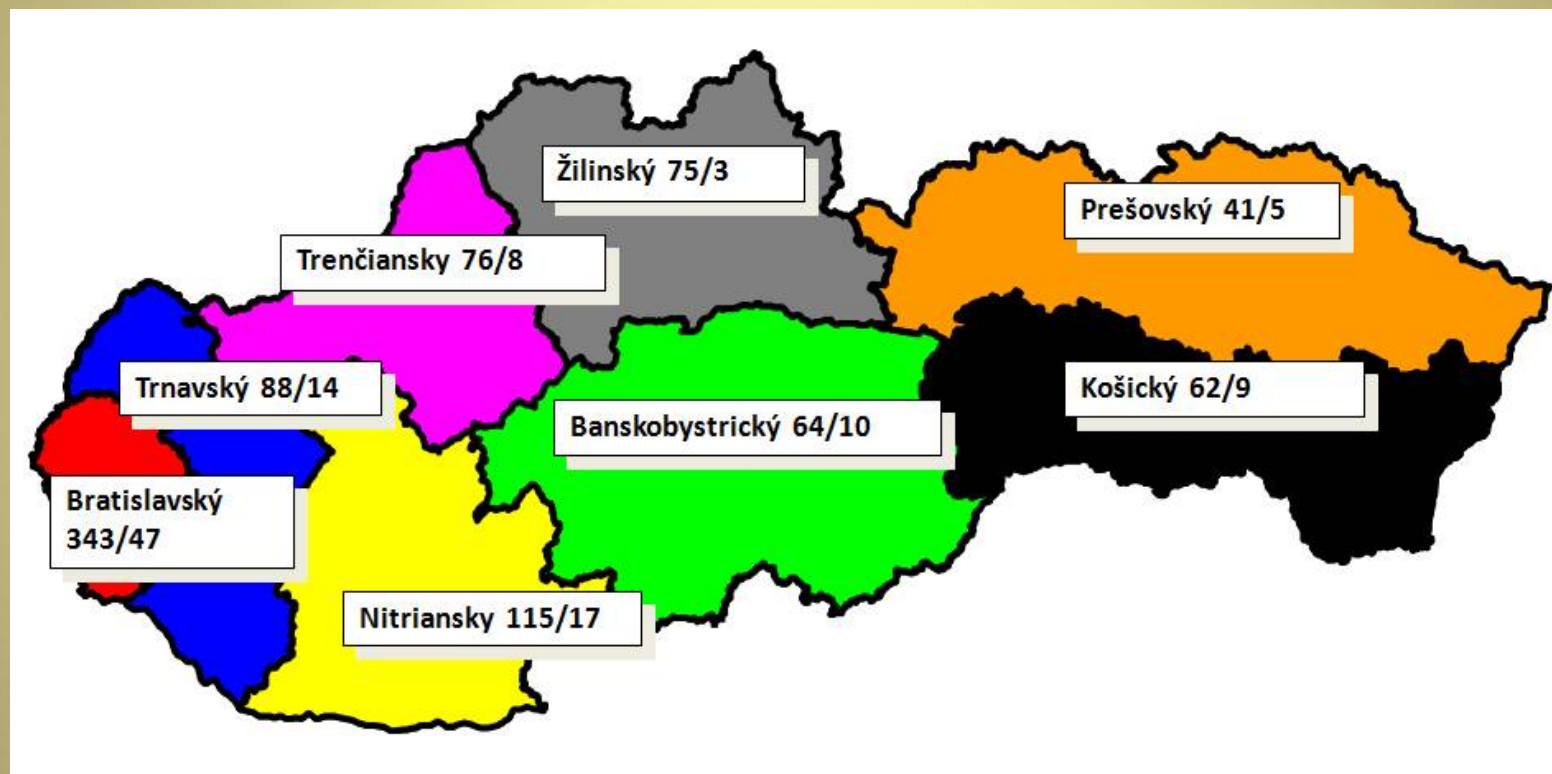 Žilinský 75/3
Prešovský 41/5
Trenčiansky 76/8
Trnavský 88/14
Košický 62/9
Banskobystrický 64/10
Bratislavský
343/47
Nitriansky 115/17